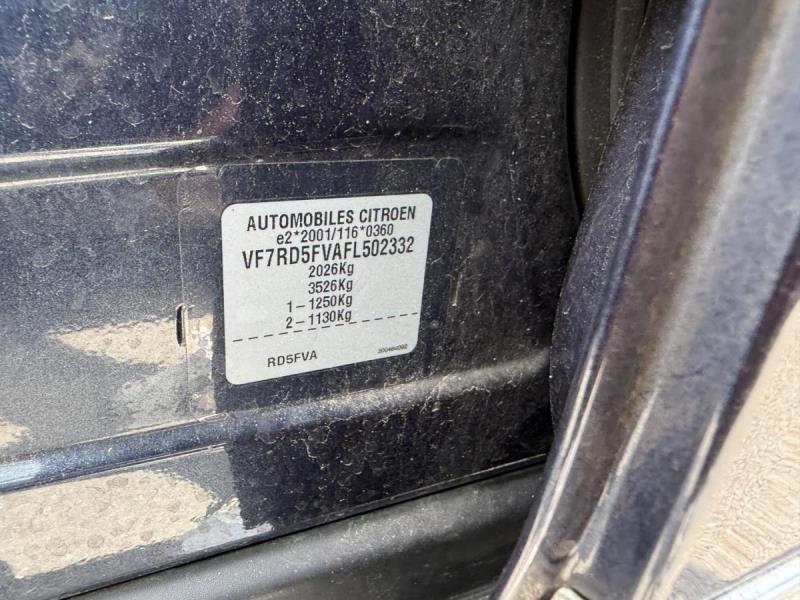 AUTOMOBILES CITROEN
e2*2001/116*0360
VF7RD5FVAFL502332
2026Kg
3526Kg
1-1250Kg
2-1130Kg
RD5FVA